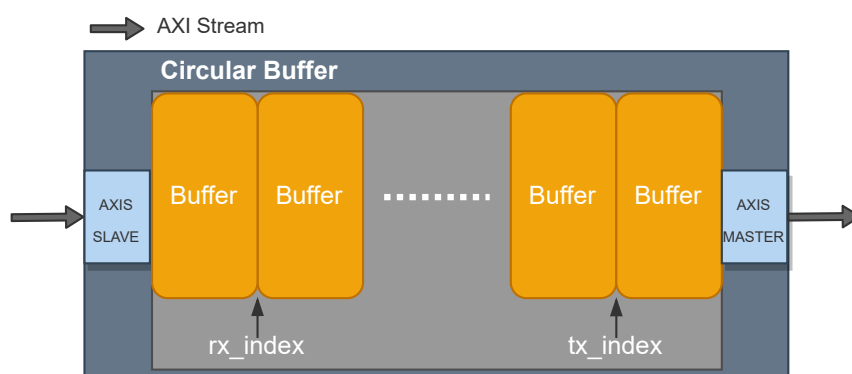 AXI Stream
Circular Buffer
Buffer
Buffer
Buffer
Buffer
AXIS
SLAVE
AXIS
MASTER
rx_index
tx_index